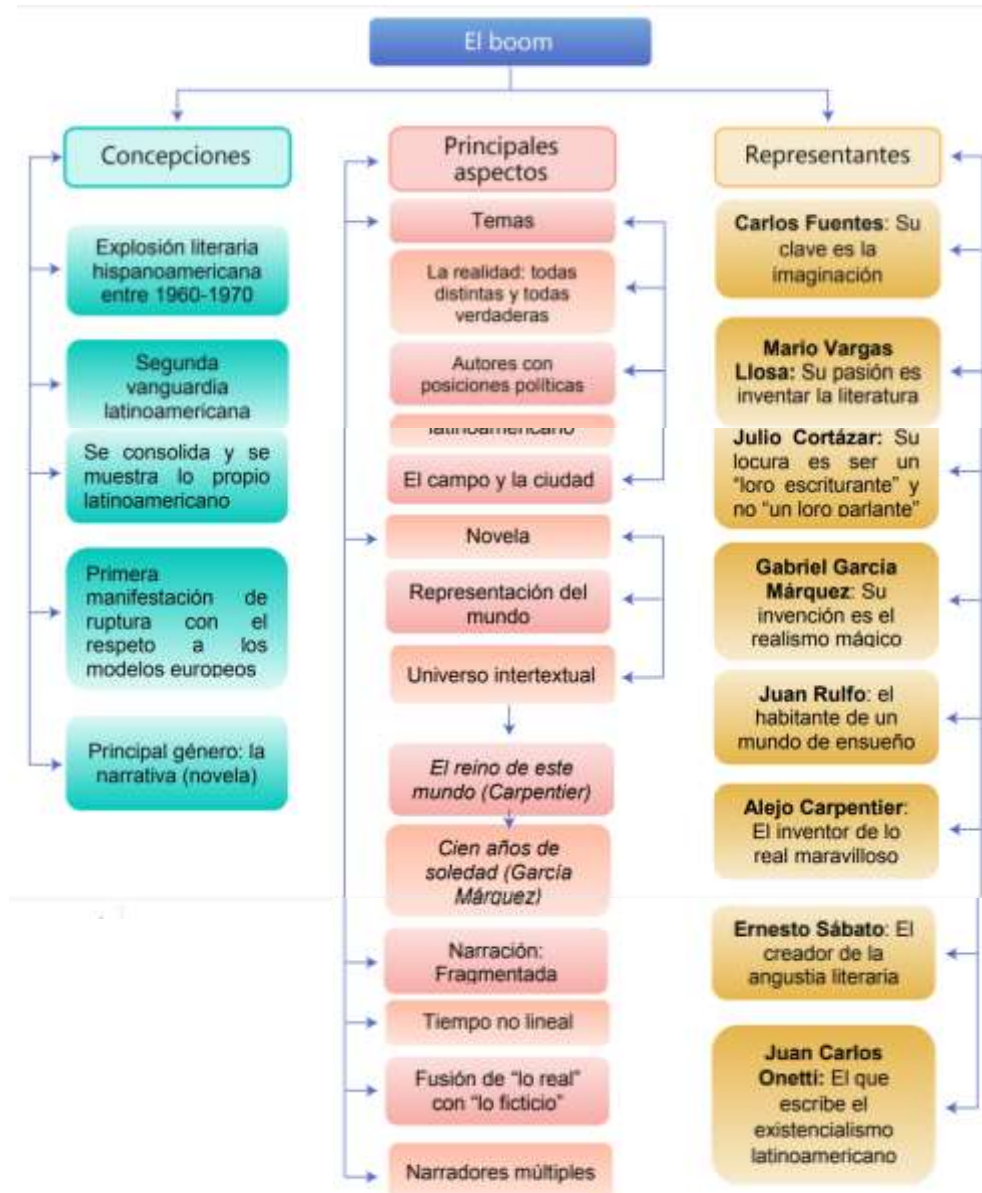 El boom
Concepciones
Explosión literaria
hispanoamericana
entre 1960-1970
Segunda
vanguardia
latinoamericana
Se consolida y se
muestra lo propio
latinoamericano
Primera
manifestación de
ruptura con el
respeto a los
modelos europeos
Principal género: la
narrativa (novela)
Principales
aspectos
Temas
La realidad: todas
distintas y todas
verdaderas
Autores con
posiciones políticas
latinoamericano
El campo y la ciudad
Novela
Representación del
mundo
Universo intertextual
El reino de este
mundo (Carpentier)
Cien años de
soledad (García
Márquez)
Narración:
Fragmentada
Tiempo no lineal
Fusión de “lo real”
con “lo ficticio”
Narradores múltiples
Representantes
Carlos Fuentes: Su
clave es la
imaginación
Mario Vargas
Llosa: Su pasión es
inventar la literatura
Julio Cortázar: Su
locura es ser un
“loro escriturante” y
no “un loro parlante”
Gabriel García
Márquez: Su
invención es el
realismo mágico
Juan Rulfo: el
habitante de un
mundo de ensueño
Alejo Carpentier:
El inventor de lo
real maravilloso
Ernesto Sábato: El
creador de la
angustia literaria
Juan Carlos
Onetti: El que
escribe el
existencialismo
latinoamericano